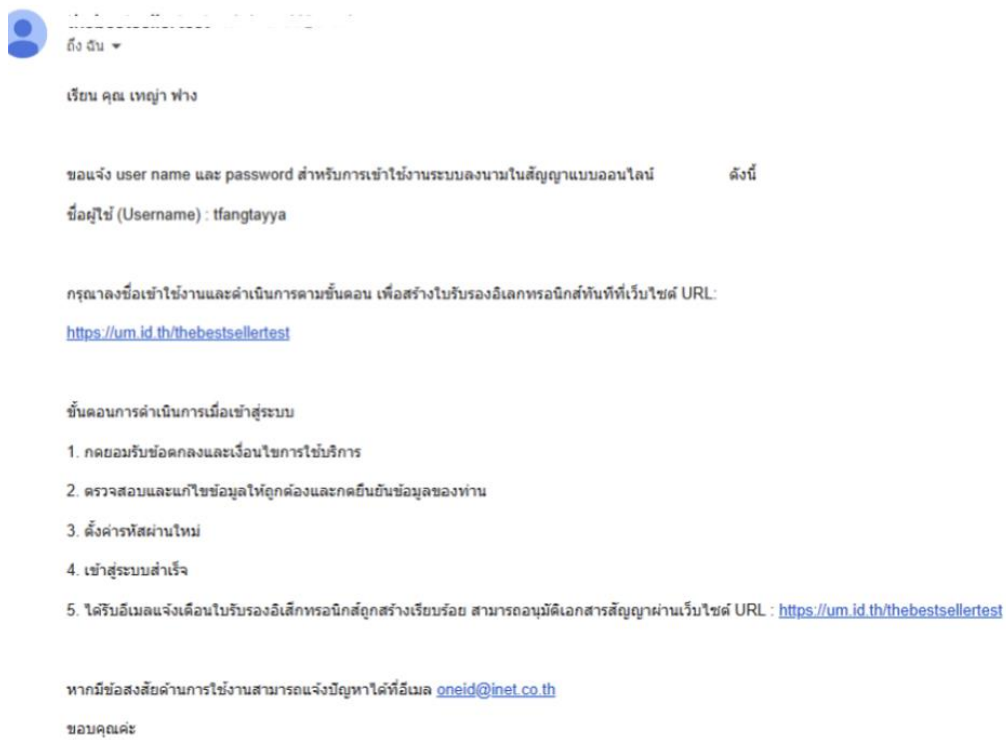 ถึง ฉัน
เรียน คุณ เทญ่า ฟาง
ขอแจ้ง user name และ password สำหรับการเข้าใช้งานระบบลงนามในสัญญาแบบออนไลน์ ดังนี้
ชื่อผู้ใช้ (Username) : tfangtayya
กรุณาลงชื่อเข้าใช้งานและดำเนินการตามขั้นตอน เพื่อสร้างใบรับรองอิเลกทรอนิกส์ทันทีที่เว็บไซต์ URL:
https://um.id.th/thebestsellertest
ขั้นตอนการดำเนินการเมื่อเข้าสู่ระบบ
1. กดยอมรับข้อตกลงและเงื่อนไขการใช้บริการ
2. ตรวจสอบและแก้ไขข้อมูลให้ถูกต้องและกดยืนยันข้อมูลของท่าน
3. ตั้งค่ารหัสผ่านใหม่
4. เข้าสู่ระบบสำเร็จ
5. ได้รับอีเมลแจ้งเตือนใบรับรองอิเส็กทรอนิกส์ถูกสร้างเรียบร้อย สามารถอนุมัติเอกสารสัญญาผ่านเว็บไซต์ URL : https://um.id.th/thebestsellertest
หากมีข้อสงสัยด้านการใช้งานสามารถแจ้งปัญหาได้ที่อีเมล oneid@inet.co.th
ขอบคุณค่ะ